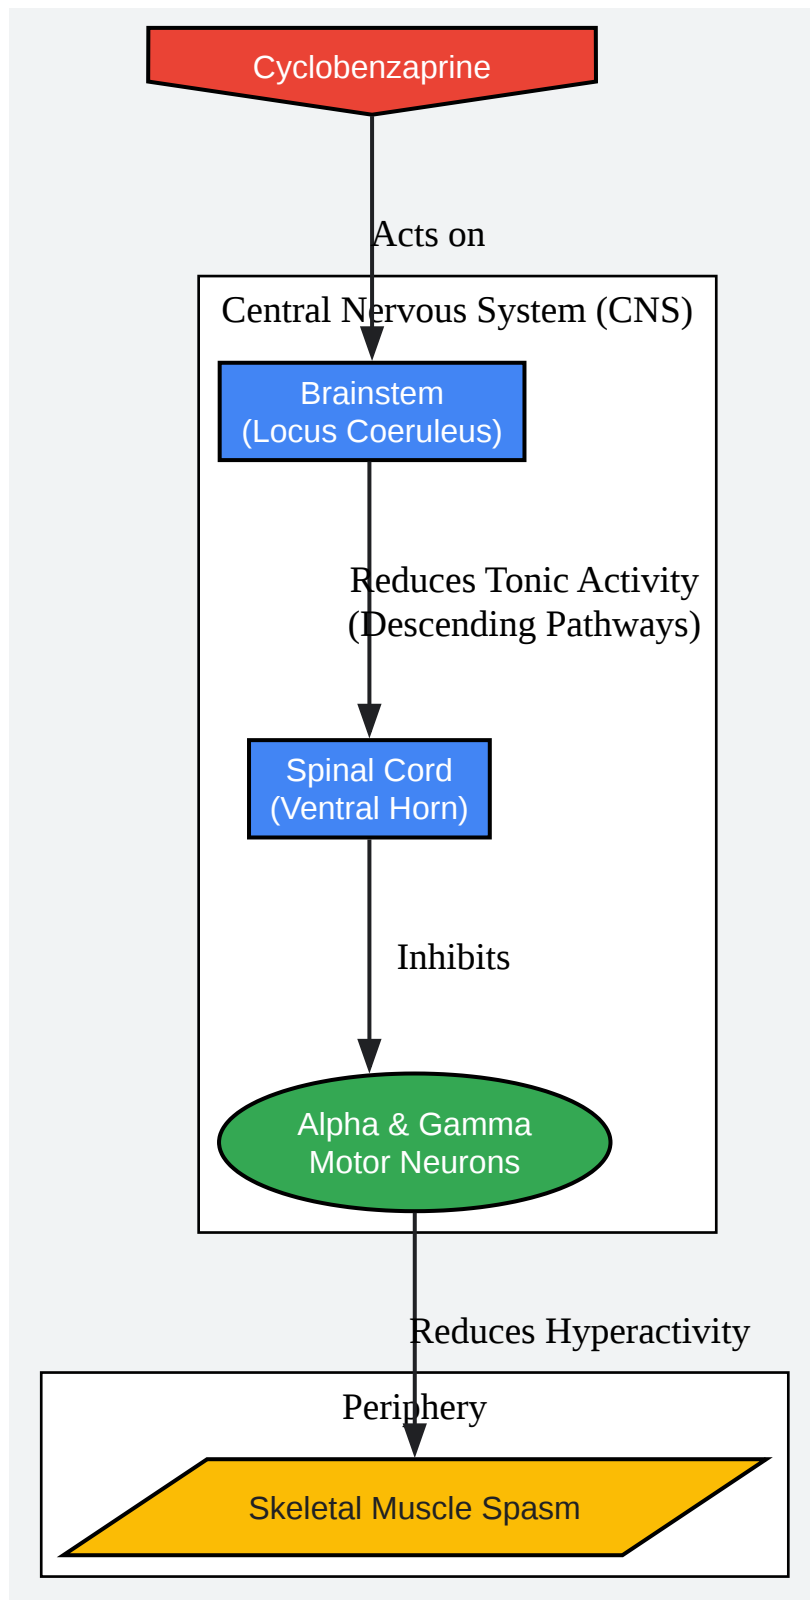 Cyclobenzaprine
Acts on
Central Nervous System (CNS)
Brainstem
(Locus Coeruleus)
Reduces Tonic Activity
(Descending Pathways)
Spinal Cord
(Ventral Horn)
Inhibits
Alpha & Gamma
Motor Neurons
Reduces Hyperactivity
Periphery
Skeletal Muscle Spasm